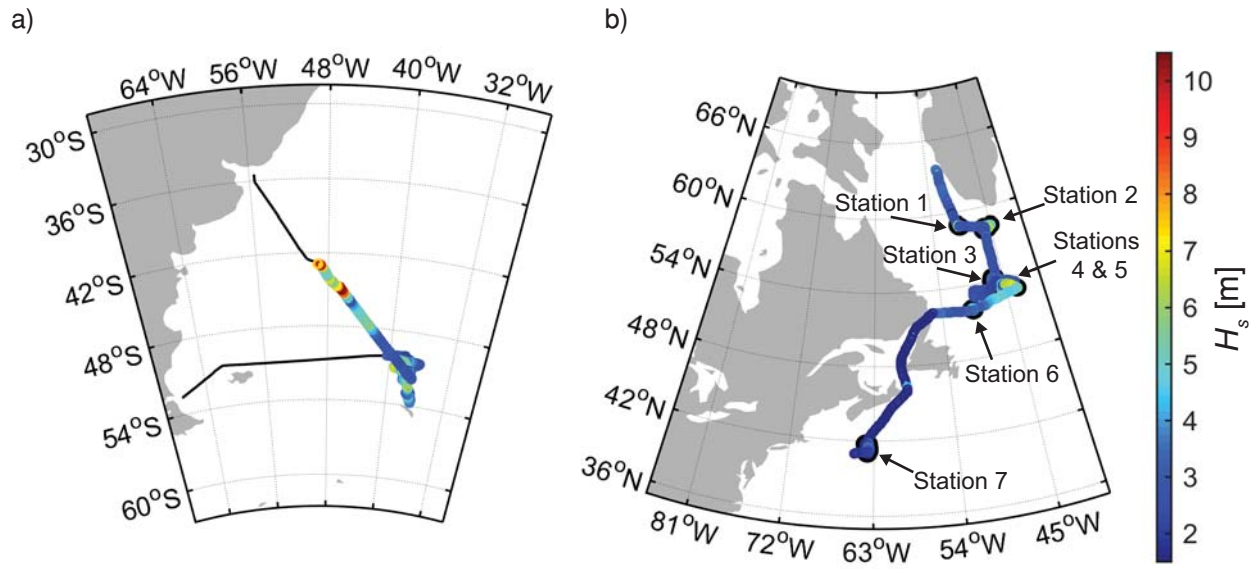 a)
64°W 56°W 48°W 40°W 32°W
30°S
36°S
42°S
48°S
54°S
60°S
b)
66°N
60°N
54°N
48°N
42°N
36°N
81°W 72°W 63°W 54°W 45°W
Station 1
Station 2
Station 3
Stations
4 & 5
Station 6
Station 7
10
9
8
7
6
5
4
3
2
Hs [m]